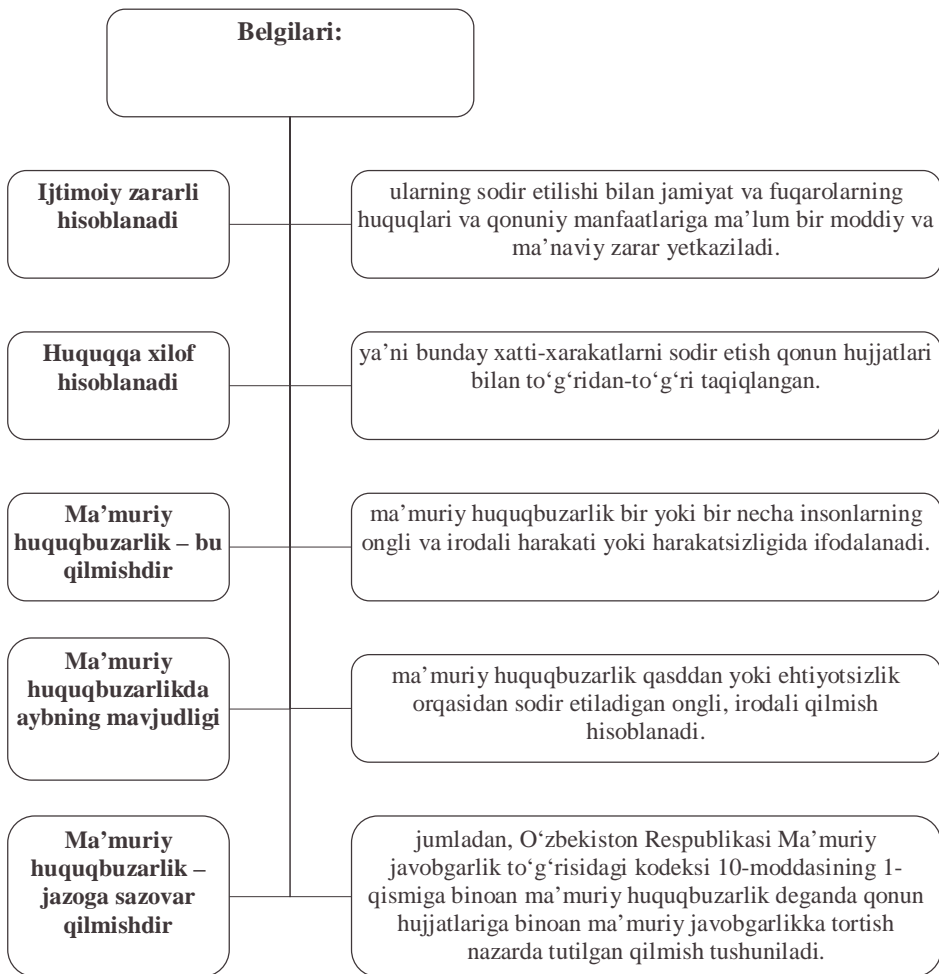 Belgilari:
Ijtimoiy zararli
hisoblanadi
ularning sodir etilishi bilan jamiyat va fuqarolarning
huquqlari va qonuniy manfaatlariga ma’lum bir moddiy va
ma’naviy zarar yetkaziladi.
Huquqqa xilof
hisoblanadi
ya’ni bunday xatti-xarakatlarni sodir etish qonun hujjatlari
bilan to‘g‘ridan-to‘g‘ri taqiqlangan.
Ma’muriy
huquqbuzarlik – bu
qilmishdir
ma’muriy huquqbuzarlik bir yoki bir necha insonlarning
ongli va irodali harakati yoki harakatsizligida ifodalanadi.
Ma’muriy
huquqbuzarlikda
aybning mavjudligi
ma’muriy huquqbuzarlik qasddan yoki ehtiyotsizlik
orqasidan sodir etiladigan ongli, irodali qilmish
hisoblanadi.
Ma’muriy
huquqbuzarlik –
jazoga sazovar
qilmishdir
jumladan, O‘zbekiston Respublikasi Ma’muriy
javobgarlik to‘g‘risidagi kodeksi 10-moddasining 1-
qismiga binoan ma’muriy huquqbuzarlik deganda qonun
hujjatlariga binoan ma’muriy javobgarlikka tortish
nazarda tutilgan qilmish tushuniladi.